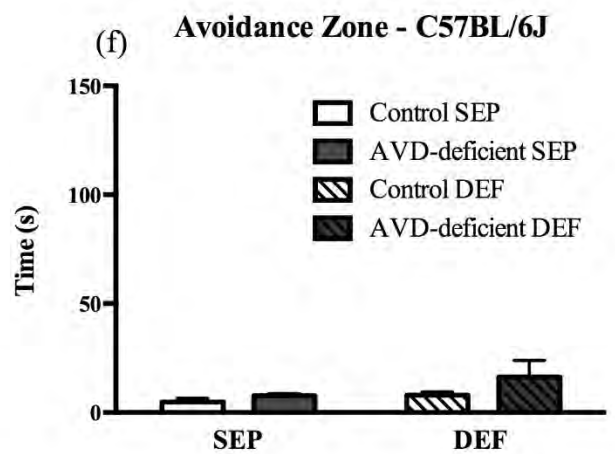 (f) Avoidance Zone - C57BL/6J
150
100
50
0
Time (s)
Control SEP
AVD-deficient SEP
Control DEF
AVD-deficient DEF
SEP DEF